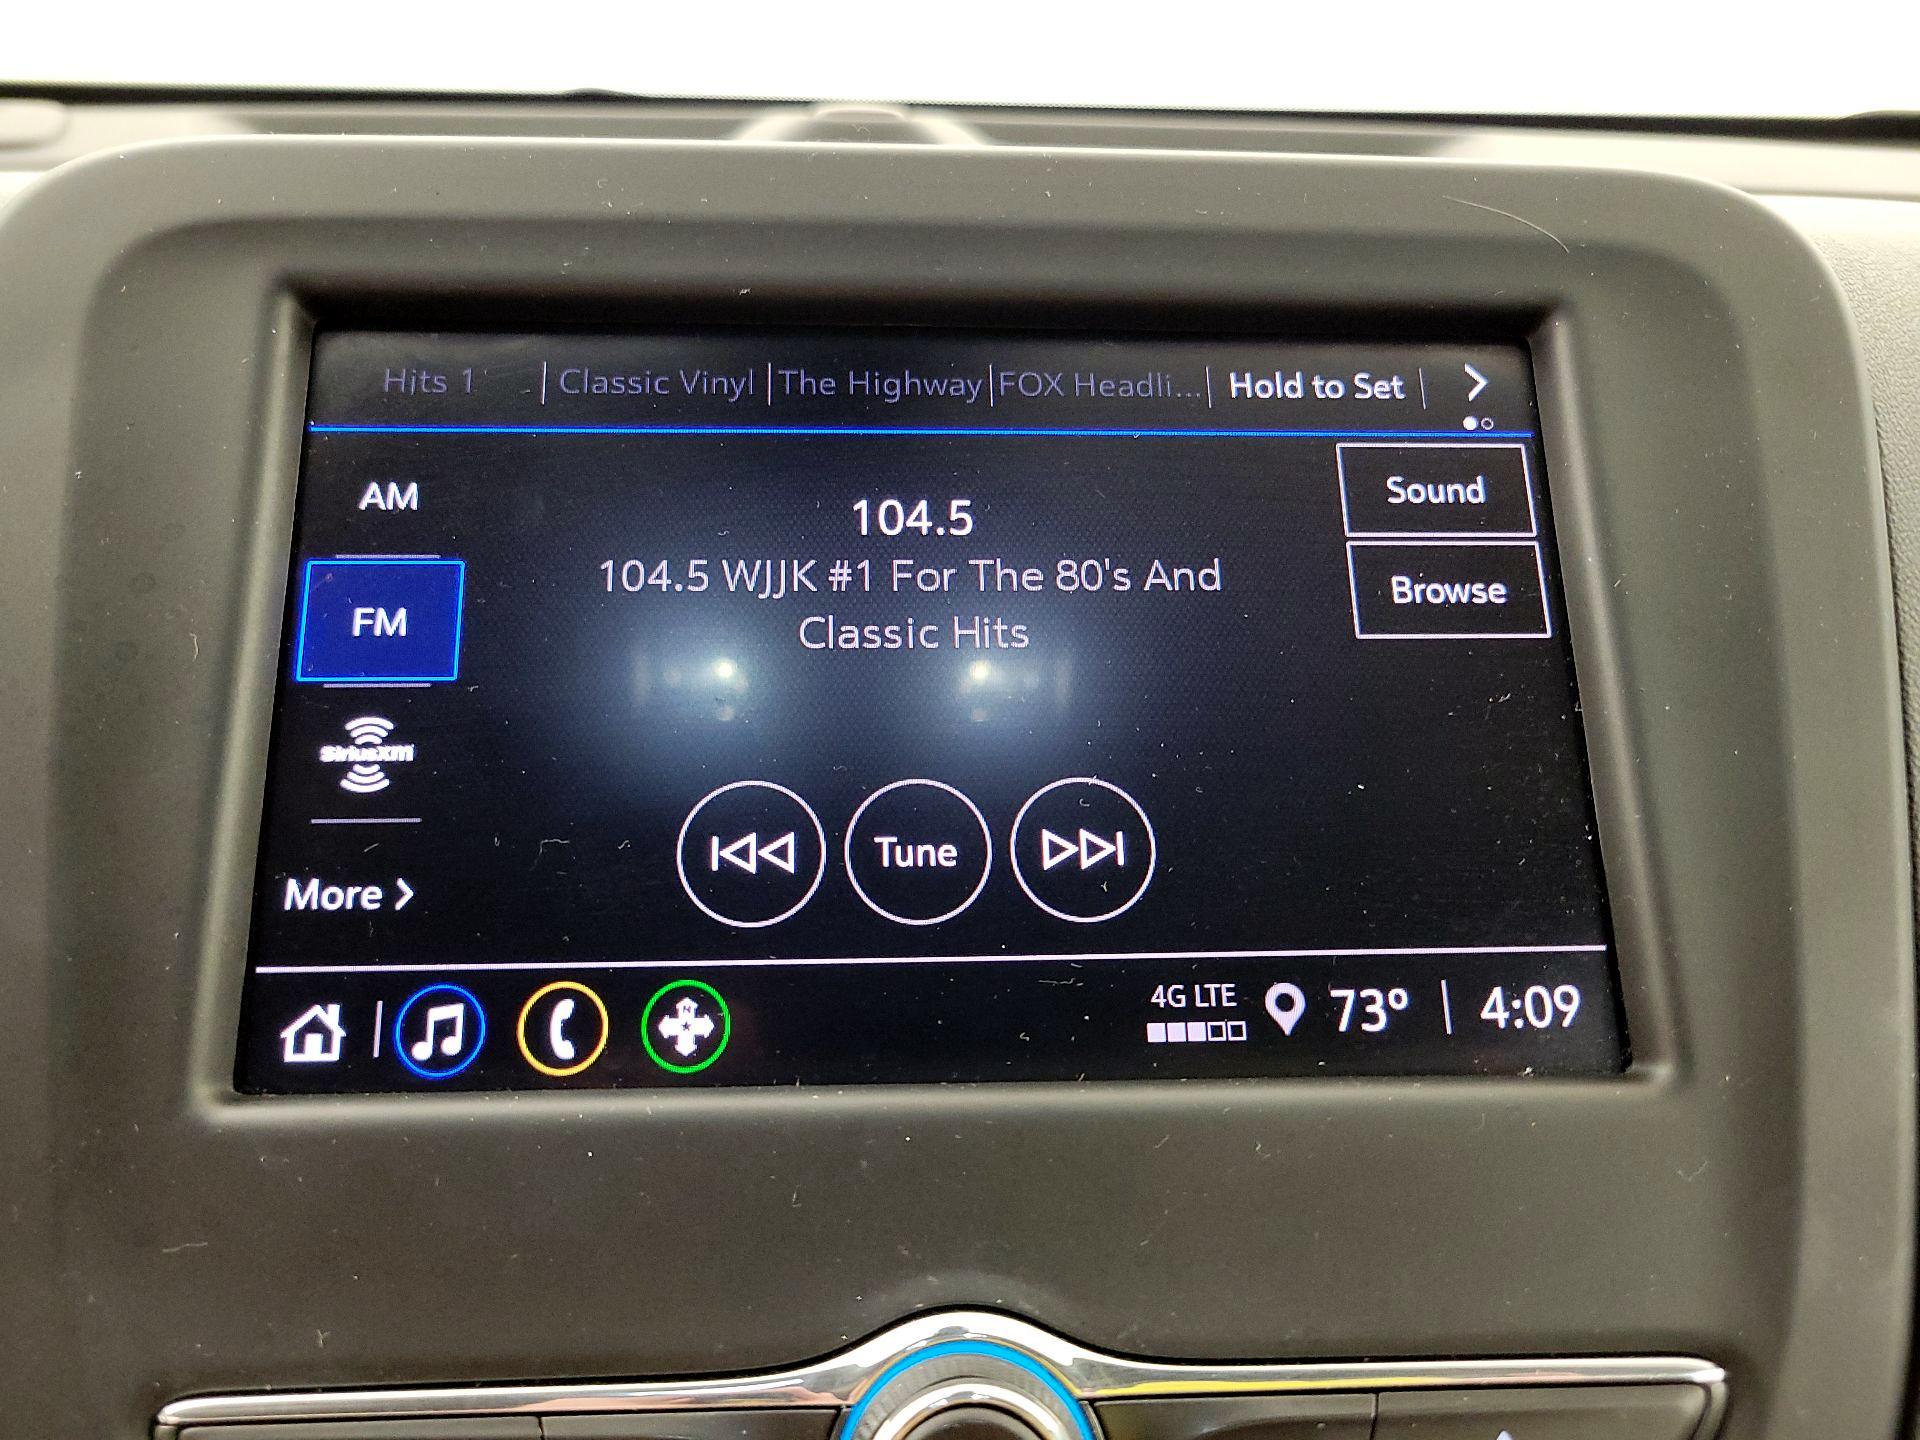 Hits 1 | Classic Vinyl | The Highway | FOX Headli... | Hold to Set |
AM
104.5
Sound
104.5 WJJK #1 For The 80's And
Browse
FM
Classic Hits
SiriusXM
Tune
More >
4G LTE
73° | 4:09